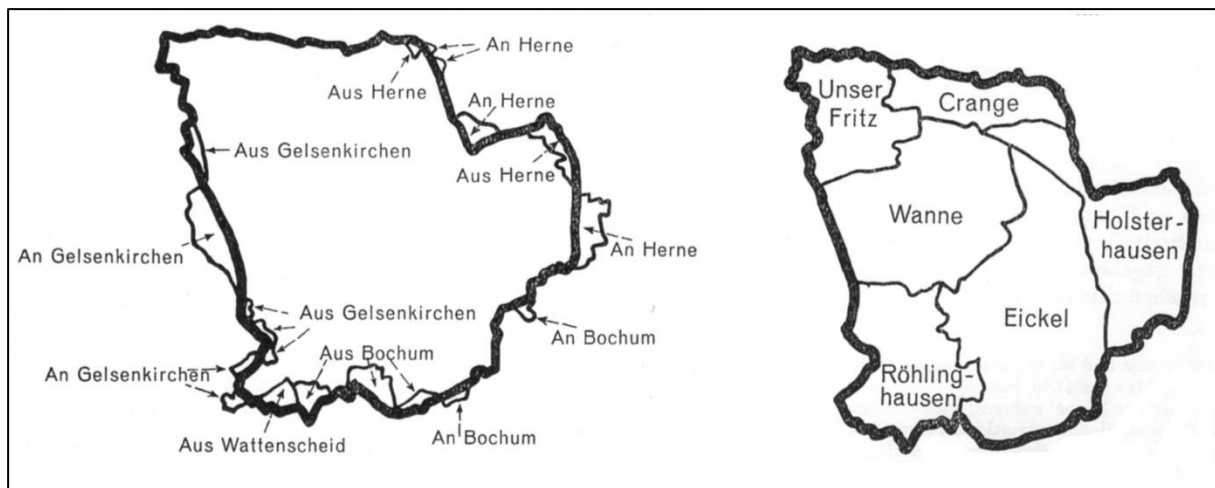 An Herne
Aus Herne
An Herne
Aus Gelsenkirchen
Aus Herne
An Gelsenkirchen
An Herne
Aus Gelsenkirchen
An Bochum
Aus Bochum
An Gelsenkirchen
Aus Wattenscheid
An Bochum
Unser
Fritz
Crange
Wanne
Holster-
hausen
Eickel
Röhling-
hausen